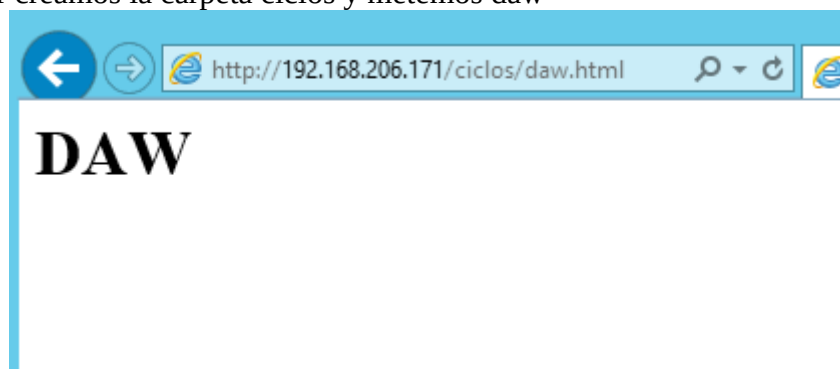 creamos la carpeta ciclos y metemos daw
http://192.168.206.171/ciclos/daw.html
DAW